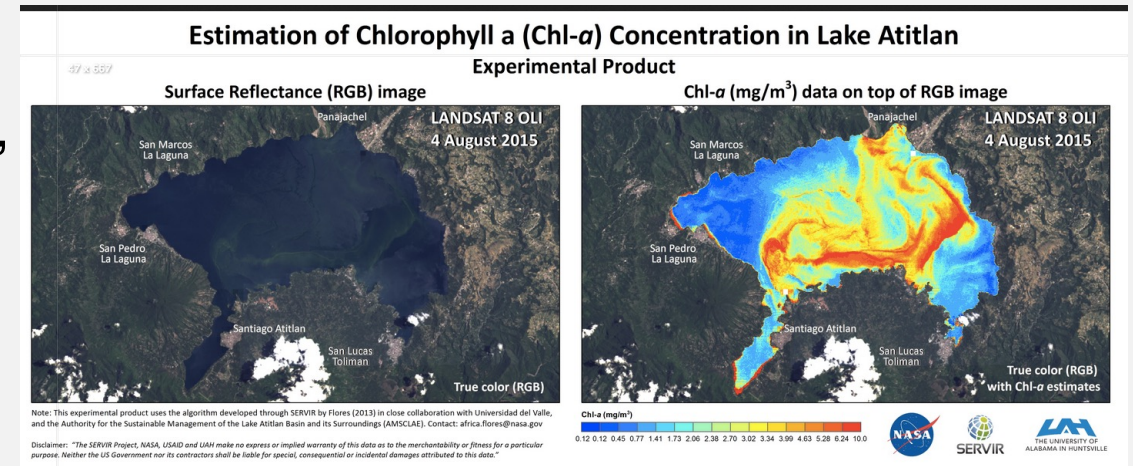 Estimation of Chlorophyll a (Chl-a) Concentration in Lake Atitlan
47 x 667
Experimental Product
Surface Reflectance (RGB) image
Chl-a (mg/m³) data on top of RGB image
Panajachel
LANDSAT 8 OLI
4 August 2015
San Marcos
La Laguna
San Pedro
La Laguna
Santiago Atitlan
San Lucas
Toliman
True color (RGB)
Panajachel
LANDSAT 8 OLI
4 August 2015
San Marcos
La Laguna
San Pedro
La Laguna
Santiago Atitlan
San Lucas
Toliman
True color (RGB)
with Chl-a estimates
Note: This experimental product uses the algorithm developed through SERVIR by Flores (2013) in close collaboration with Universidad del Valle,
and the Authority for the Sustainable Management of the Lake Atitlan Basin and its Surroundings (AMSCLAE). Contact: africa.flores@nasa.gov
Disclaimer: "The SERVIR Project, NASA, USAID and UAH make no express or implied warranty of this data as to the merchantability or fitness for a particular
purpose. Neither the US Government nor its contractors shall be liable for special, consequential or incidental damages attributed to this data."
Chl-a (mg/m³)
0.12 0.12 0.45 0.77 1.41 1.73 2.06 2.38 2.70 3.02 3.34 3.99 4.63 5.28 6.24 10.0
NASA
SERVIR
UAH
THE UNIVERSITY OF
ALABAMA IN HUNTSVILLE